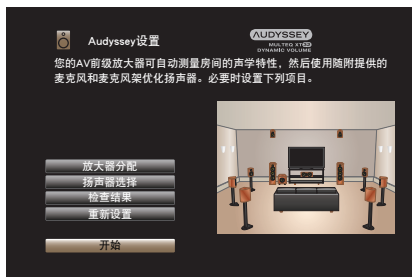 Audyssey设置
AUDYSSEY
MULTEQ XT32
DYNAMIC VOLUME
您的AV前级放大器可自动测量房间的声学特性，然后使用随附提供的
麦克风和麦克风架优化扬声器。必要时设置下列项目。
放大器分配
扬声器选择
检查结果
重新设置
开始